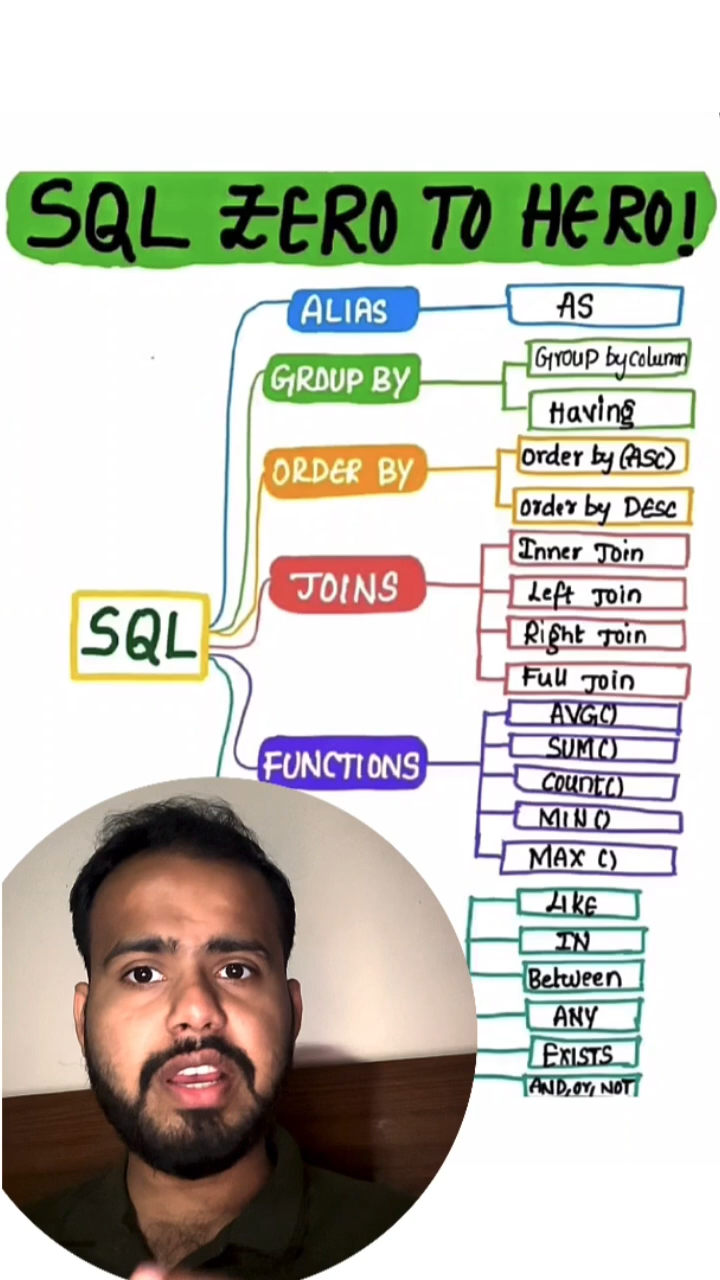 SQL ZERO TO HERO!
ALIAS
AS
GROUP BY
Group by column
Having
ORDER BY
Order by (ASC)
Order by DESC
JOINS
Inner Join
Left Join
Right Join
Full Join
SQL
FUNCTIONS
AVG()
SUM()
Count()
MIN()
MAX ()
LIKE
IN
Between
ANY
EXISTS
AND, Or, NOT